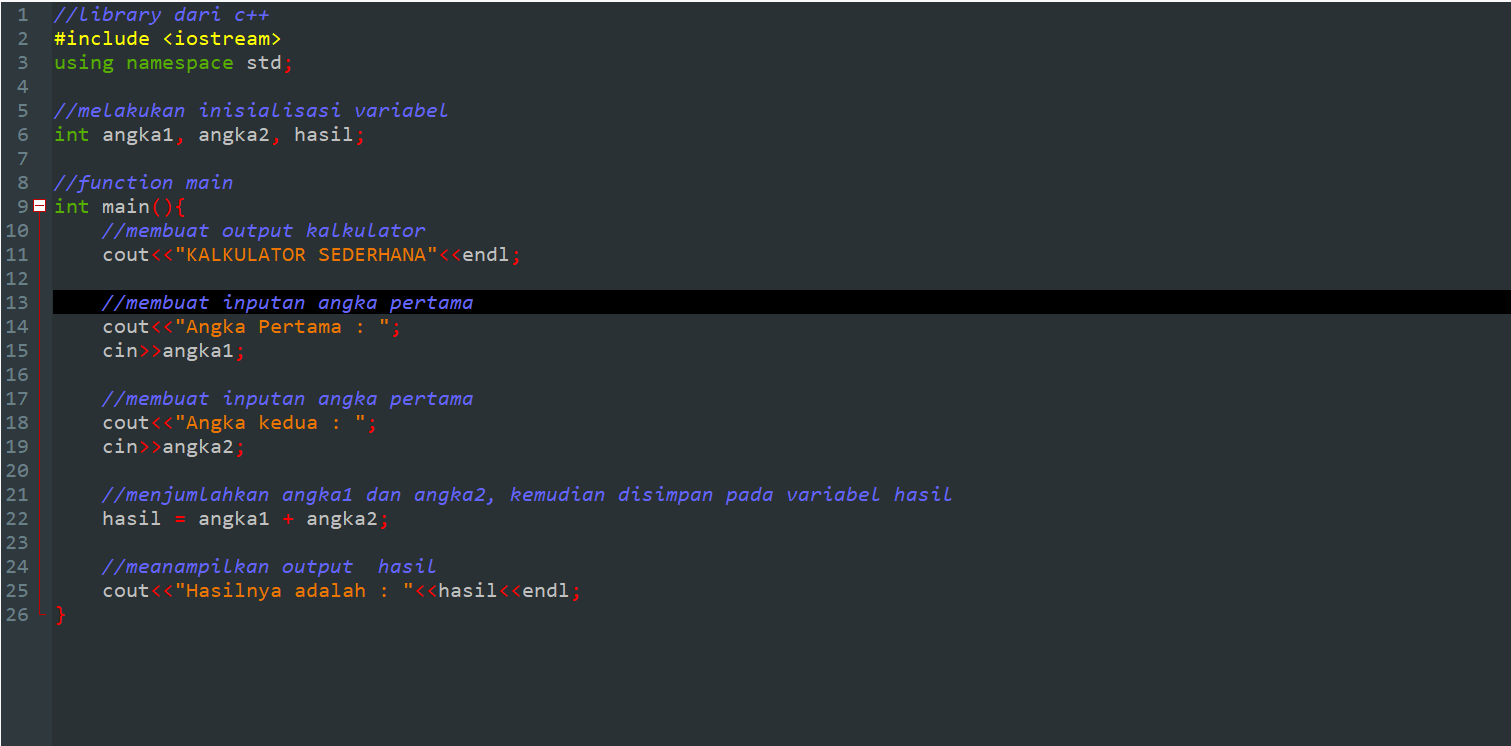 1 //library dari c++
2 #include <iostream>
3 using namespace std;
4
5 //melakukan inisialisasi variabel
6 int angka1, angka2, hasil;
7
8 //function main
9 int main(){
10 //membuat output kalkulator
11 cout<<"KALKULATOR SEDERHANA"<<endl;
12
13 //membuat inputan angka pertama
14 cout<<"Angka Pertama : ";
15 cin>>angka1;
16
17 //membuat inputan angka pertama
18 cout<<"Angka kedua : ";
19 cin>>angka2;
20
21 //menjumlahkan angka1 dan angka2, kemudian disimpan pada variabel hasil
22 hasil = angka1 + angka2;
23
24 //meanampilkan output  hasil
25 cout<<"Hasilnya adalah : "<<hasil<<endl;
26 }